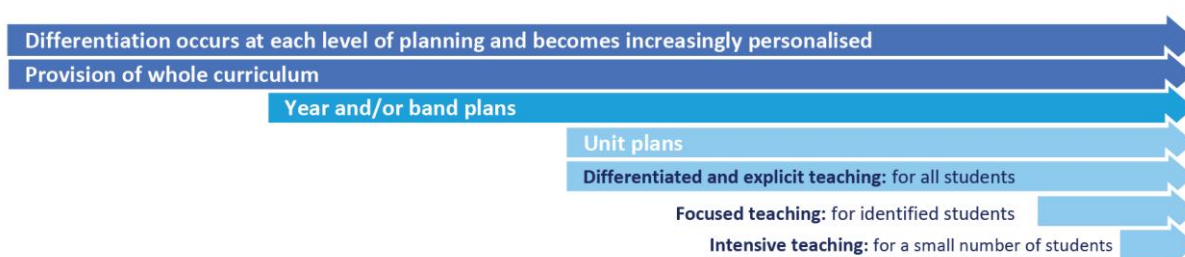 Differentiation occurs at each level of planning and becomes increasingly personalised
Provision of whole curriculum
Year and/or band plans
Unit plans
Differentiated and explicit teaching: for all students
Focused teaching: for identified students
Intensive teaching: for a small number of students